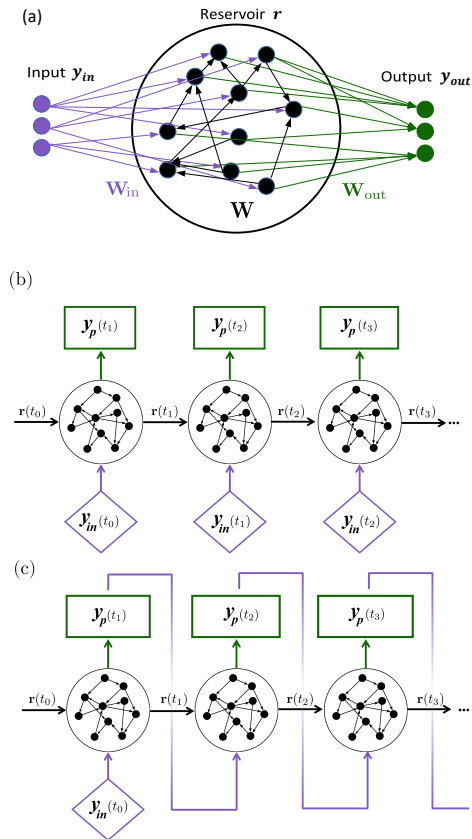 (a)
Reservoir r
Input y_in
Output y_out
W_in
W
W_out
(b)
y_p(t_1) y_p(t_2) y_p(t_3)
r(t_0) r(t_1) r(t_2) r(t_3) ...
y_in(t_0) y_in(t_1) y_in(t_2)
(c)
y_p(t_1) y_p(t_2) y_p(t_3)
r(t_0) r(t_1) r(t_2) r(t_3) ...
y_in(t_0)